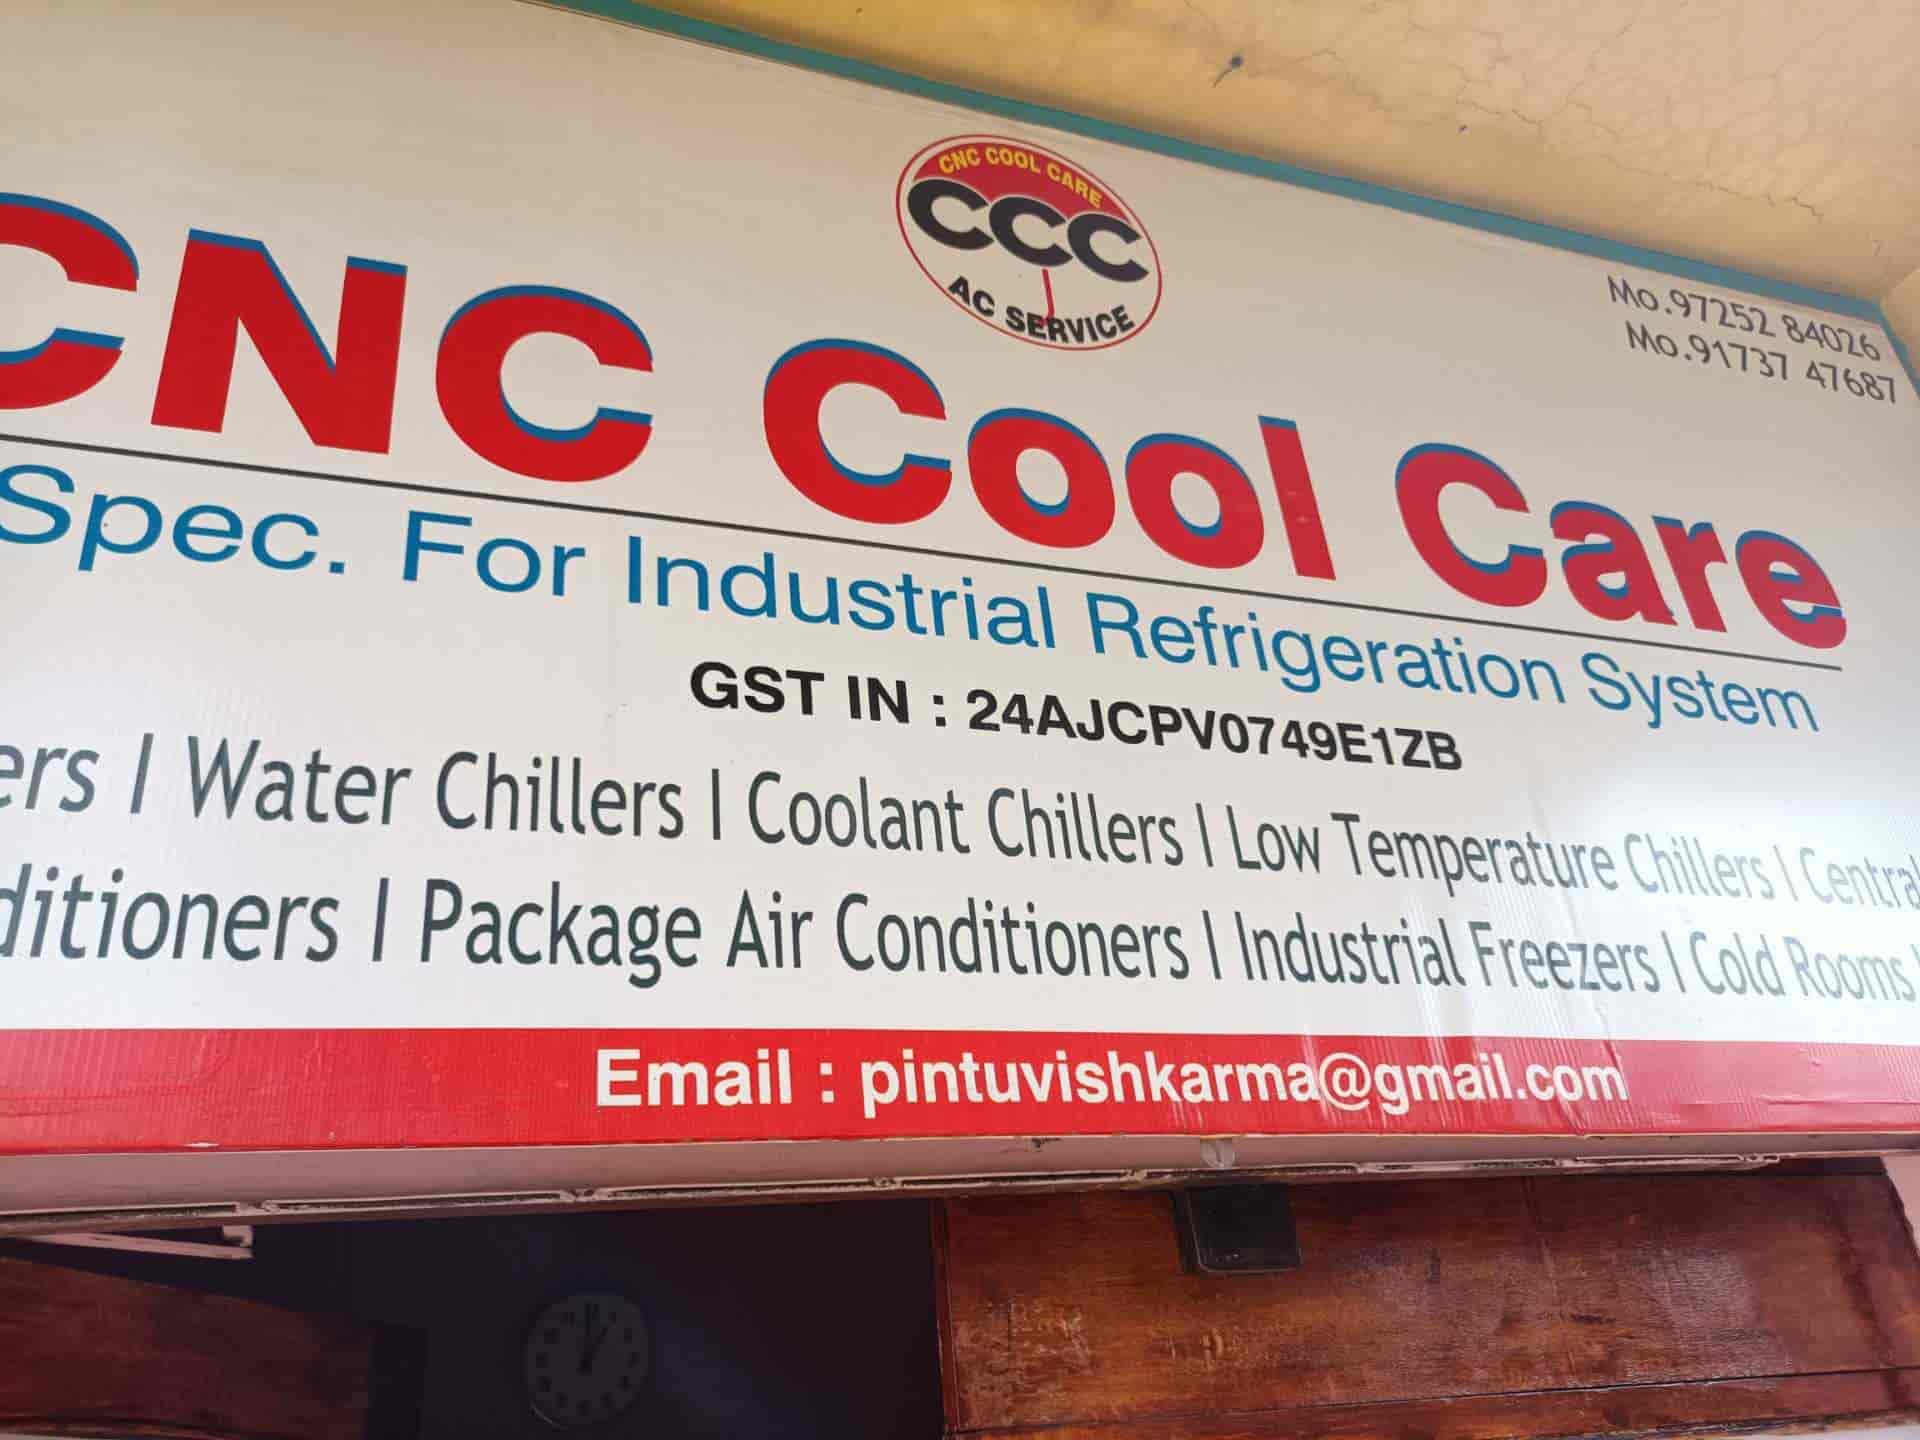 CNC COOL CARE
CCC
AC SERVICE
Mo.97252 84026
Mo.91737 47687
CNC Cool Care
Spec. For Industrial Refrigeration System
GST IN : 24AJCPV0749E1ZB
ers I Water Chillers I Coolant Chillers I Low Temperature Chillers I Central
ditioners I Package Air Conditioners I Industrial Freezers I Cold Rooms I
Email : pintuvishkarma@gmail.com